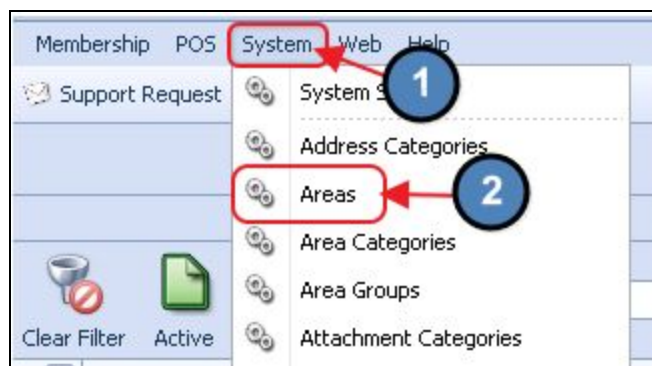 Membership POS System Web Help
1
Support Request
System S
Address Categories
Areas
2
Area Categories
Area Groups
Clear Filter Active
Attachment Categories